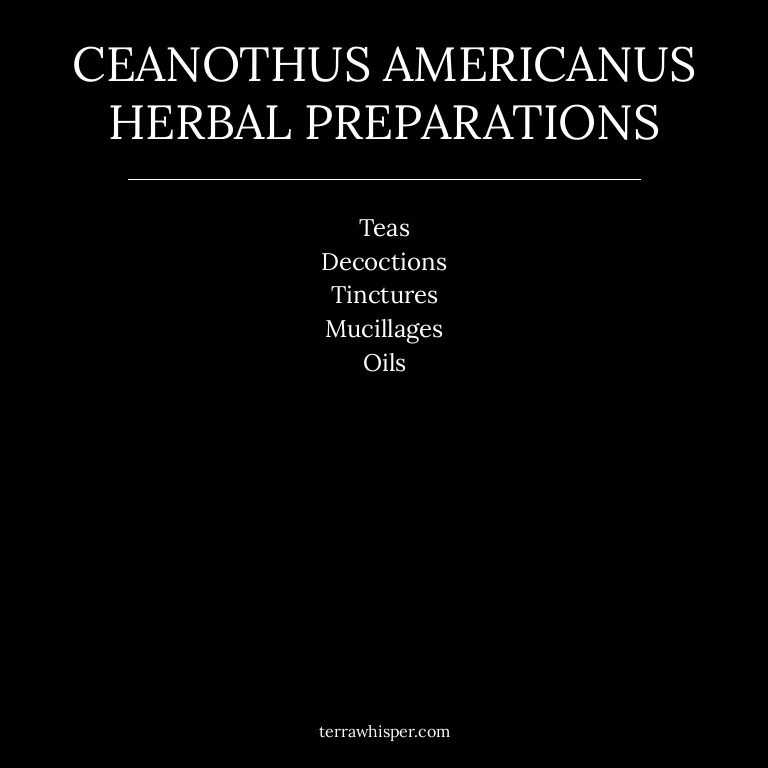 CEANOTHUS AMERICANUS
HERBAL PREPARATIONS
Teas
Decoctions
Tinctures
Mucillages
Oils
terrawhisper.com